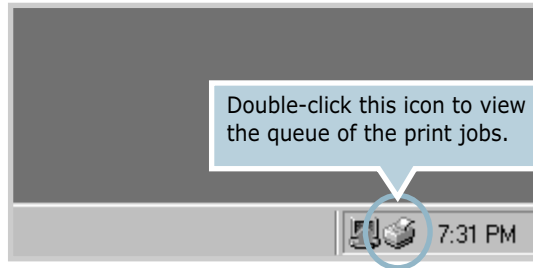 Double-click this icon to view
the queue of the print jobs.
7:31 PM